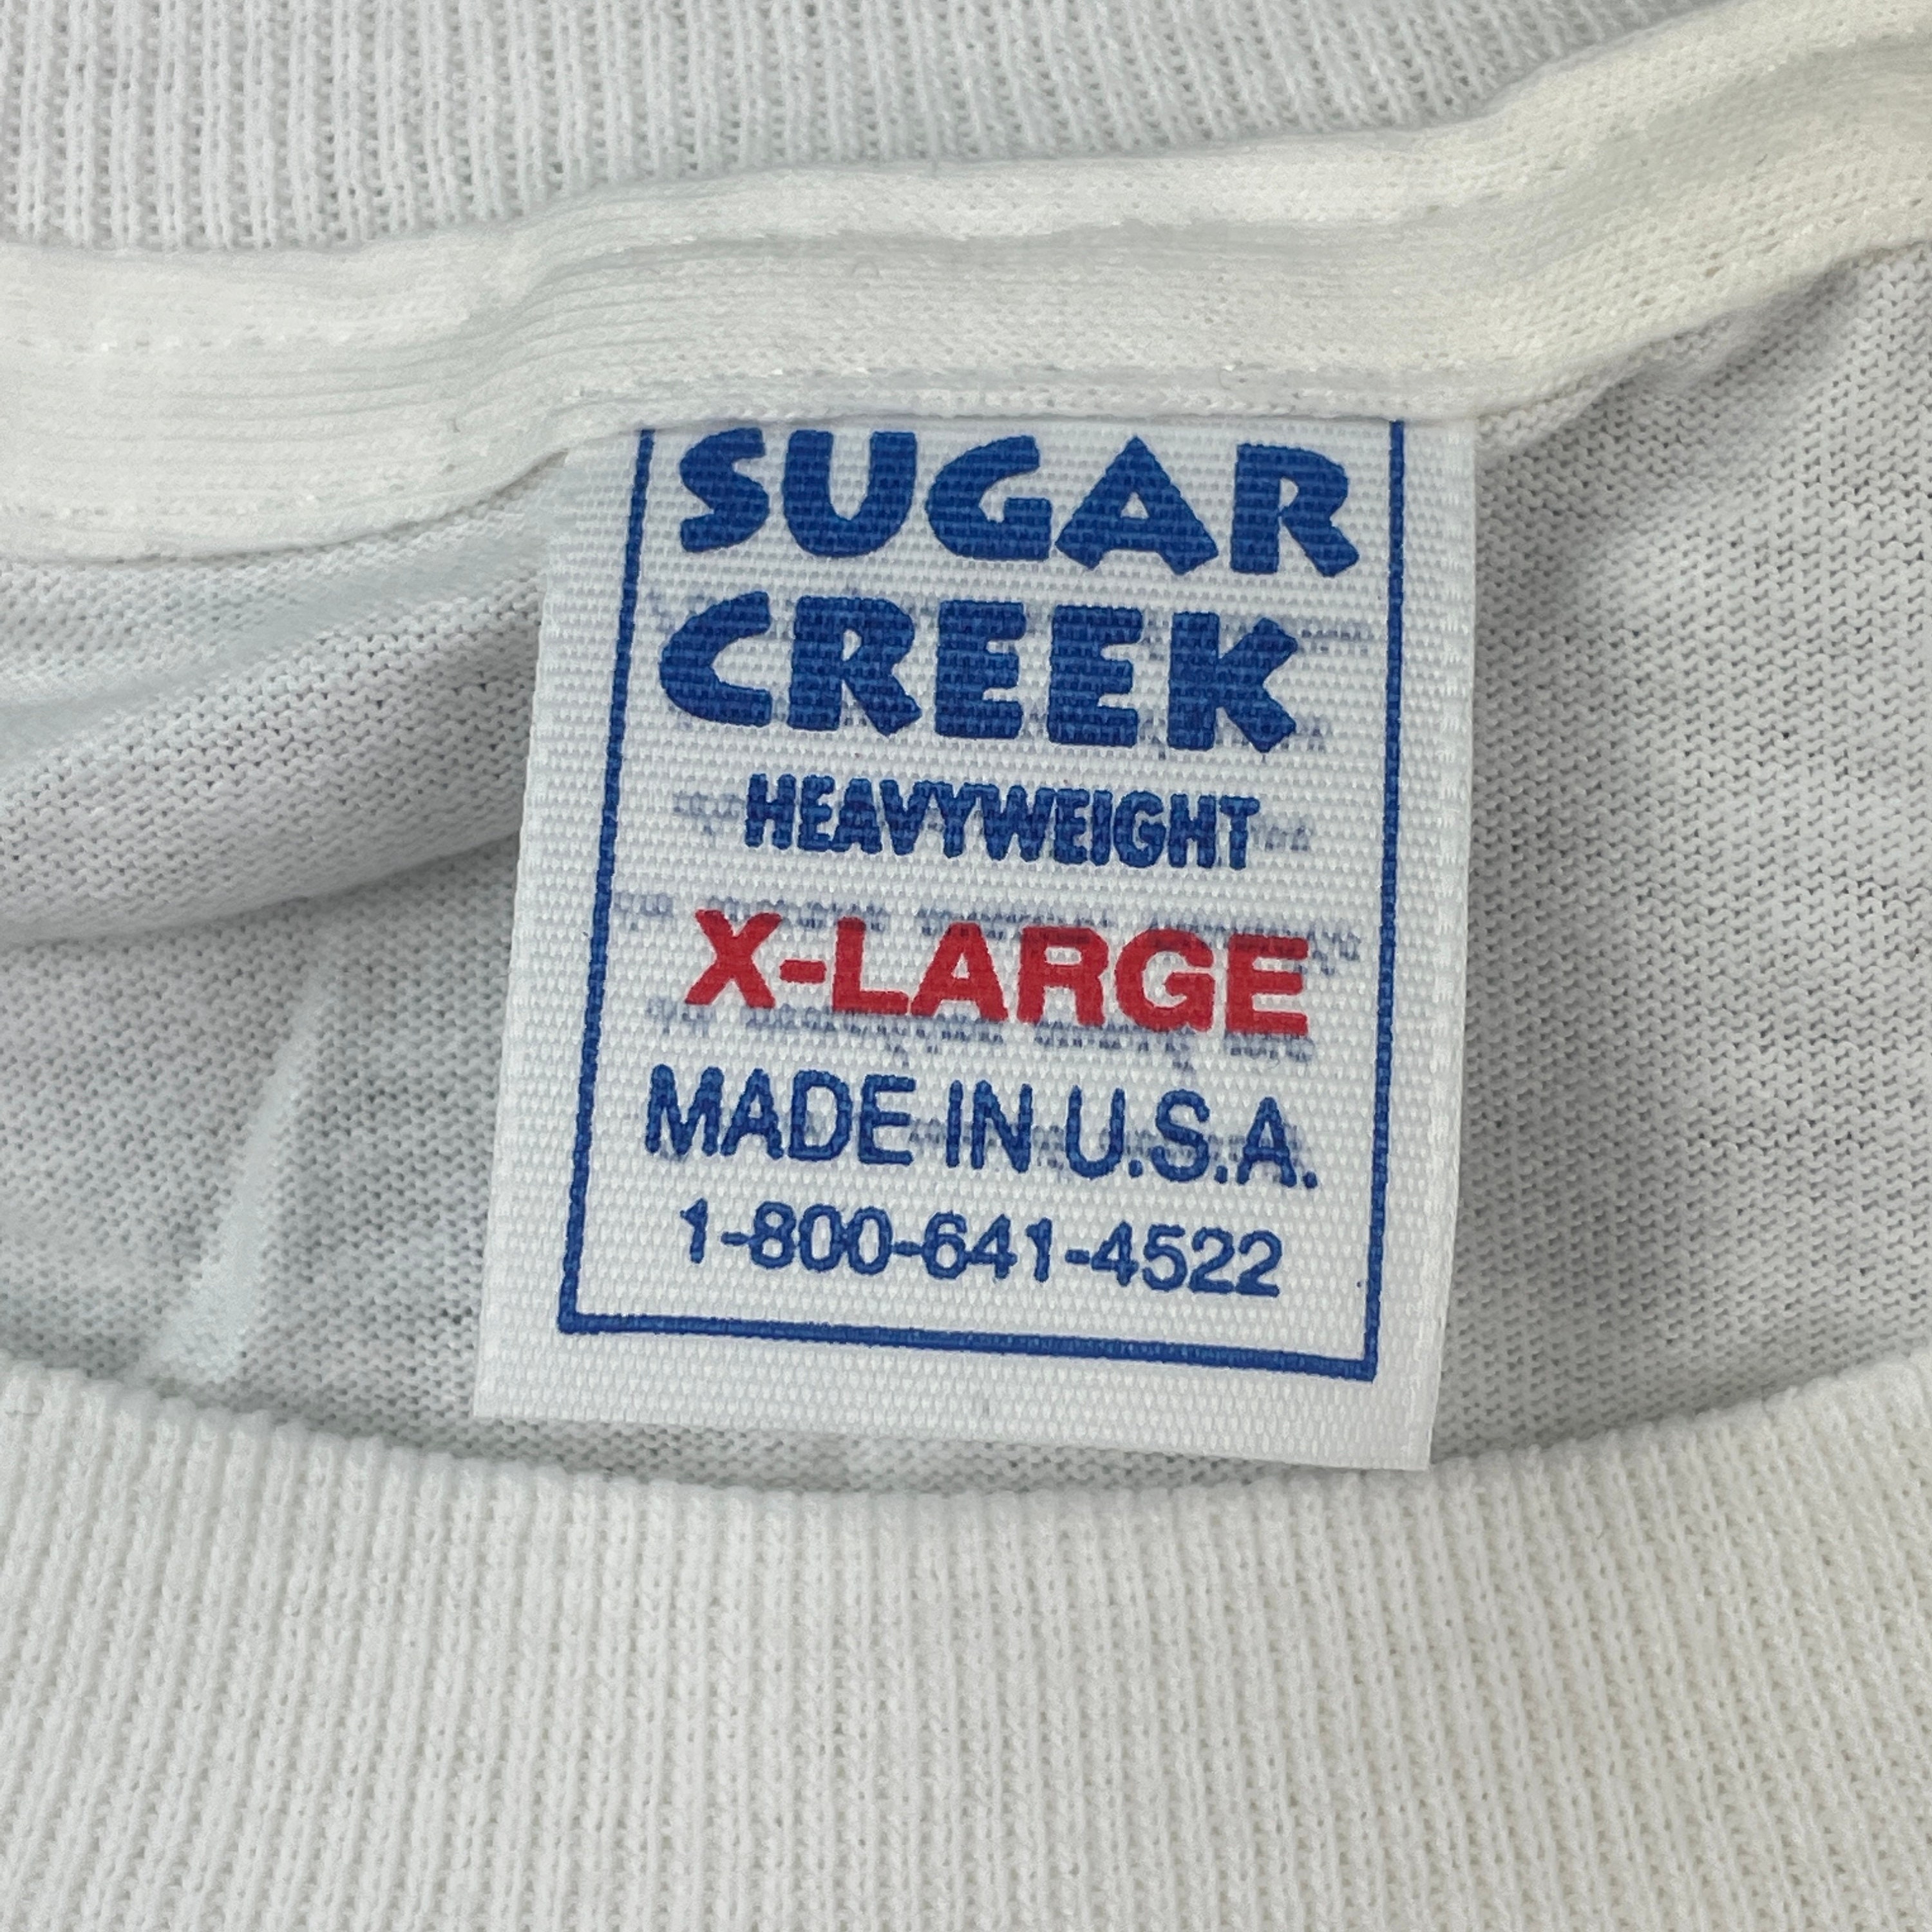 SUGAR
CREEK
HEAVYWEIGHT
X-LARGE
MADE IN U.S.A.
1-800-641-4522